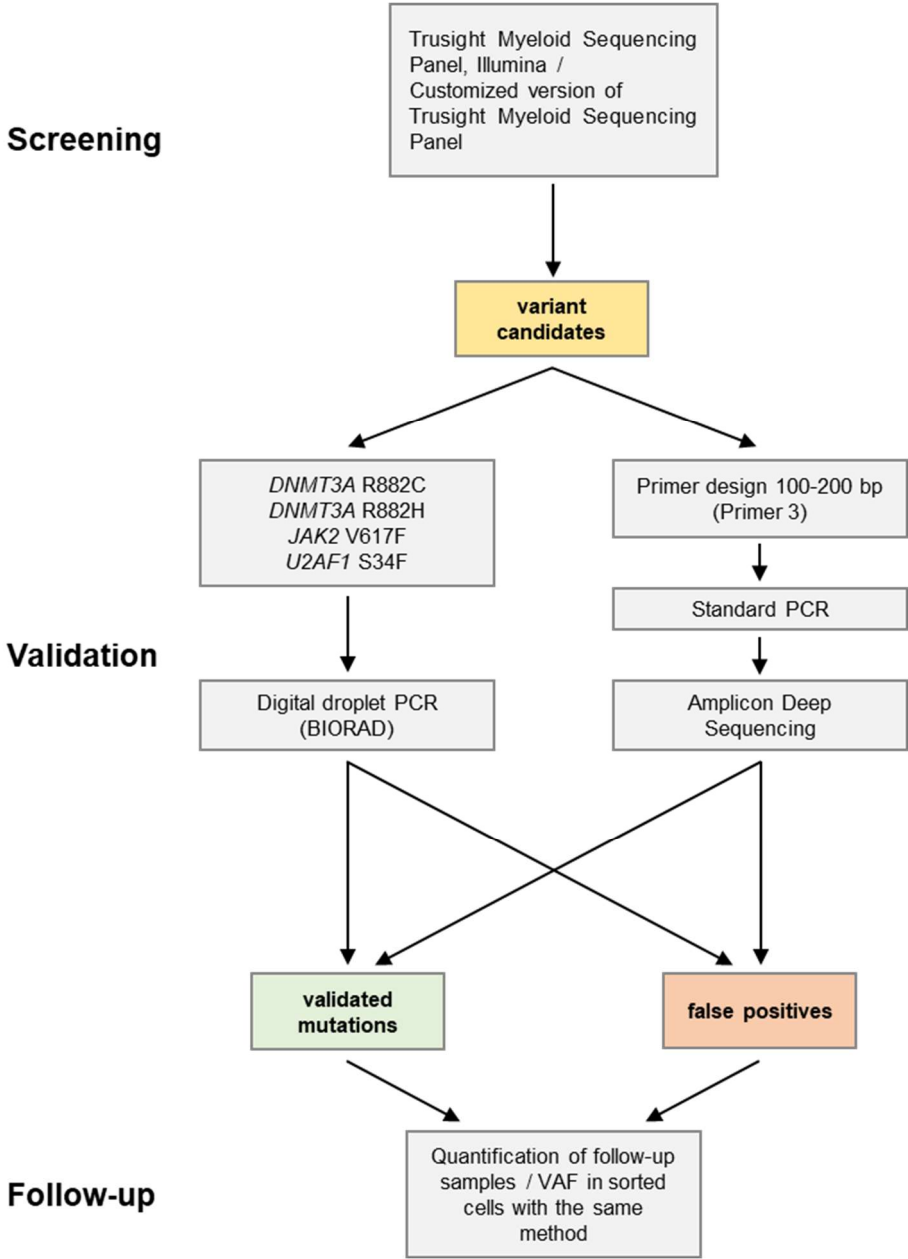 Screening
Trusight Myeloid Sequencing
Panel, Illumina /
Customized version of
Trusight Myeloid Sequencing
Panel
variant
candidates
Validation
DNMT3A R882C
DNMT3A R882H
JAK2 V617F
U2AF1 S34F
Digital droplet PCR
(BIORAD)
Primer design 100-200 bp
(Primer 3)
Standard PCR
Amplicon Deep
Sequencing
validated
mutations
false positives
Follow-up
Quantification of follow-up
samples / VAF in sorted
cells with the same
method